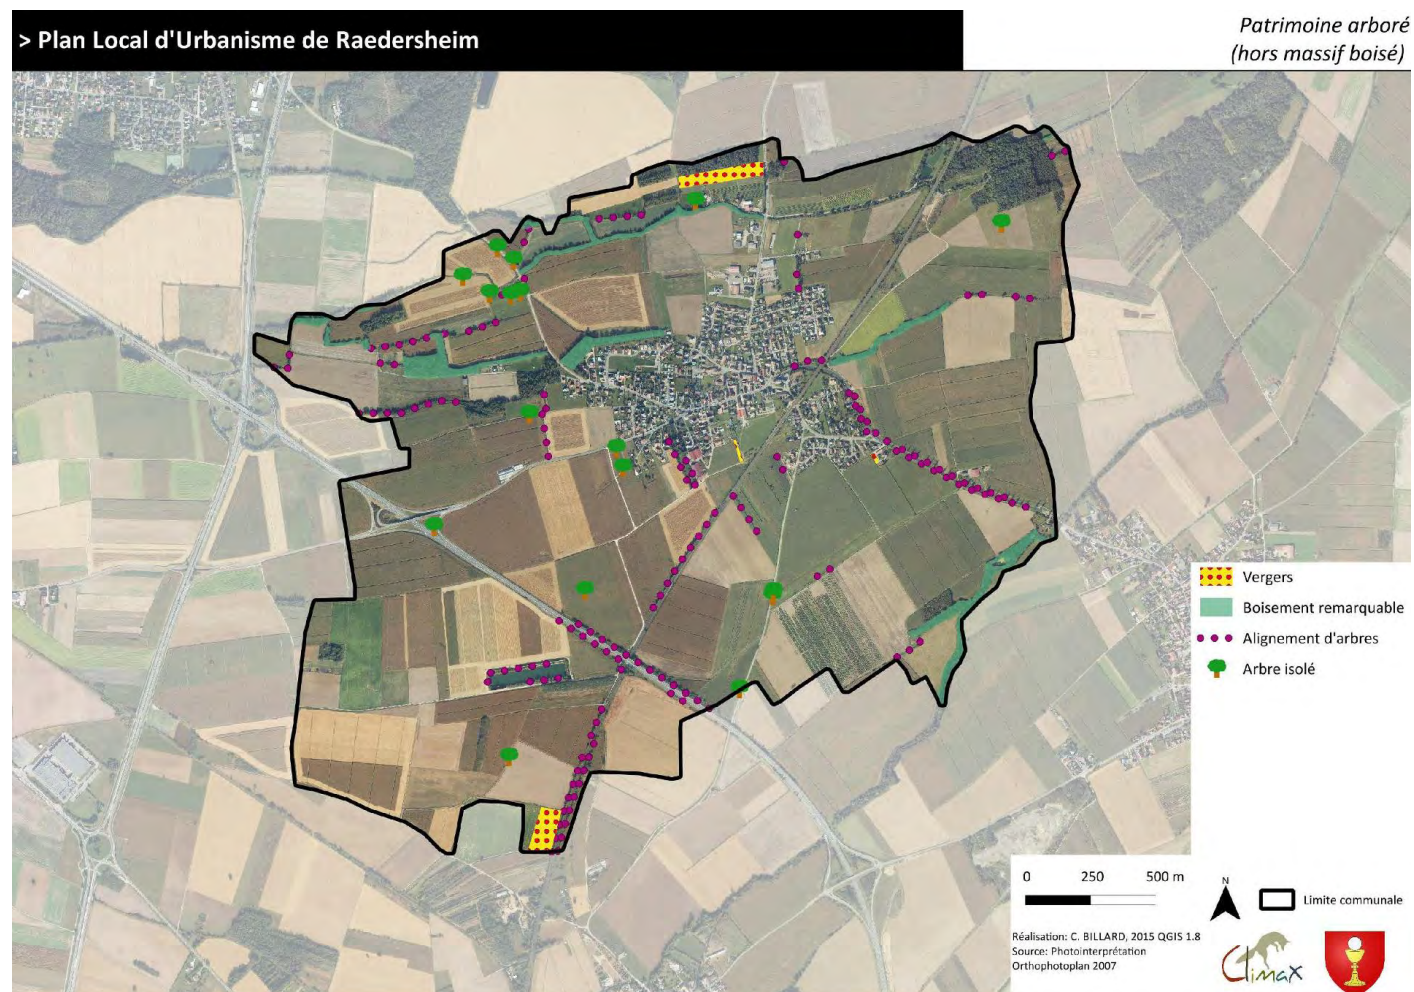 > Plan Local d'Urbanisme de Raedersheim
Patrimoine arboré
(hors massif boisé)
Vergers
Boisement remarquable
Alignement d'arbres
Arbre isolé
0 250 500 m
N
Limite communale
Réalisation: C. BILLARD, 2015 QGIS 1.8
Source: Photointerprétation
Orthophotoplan 2007
Climax